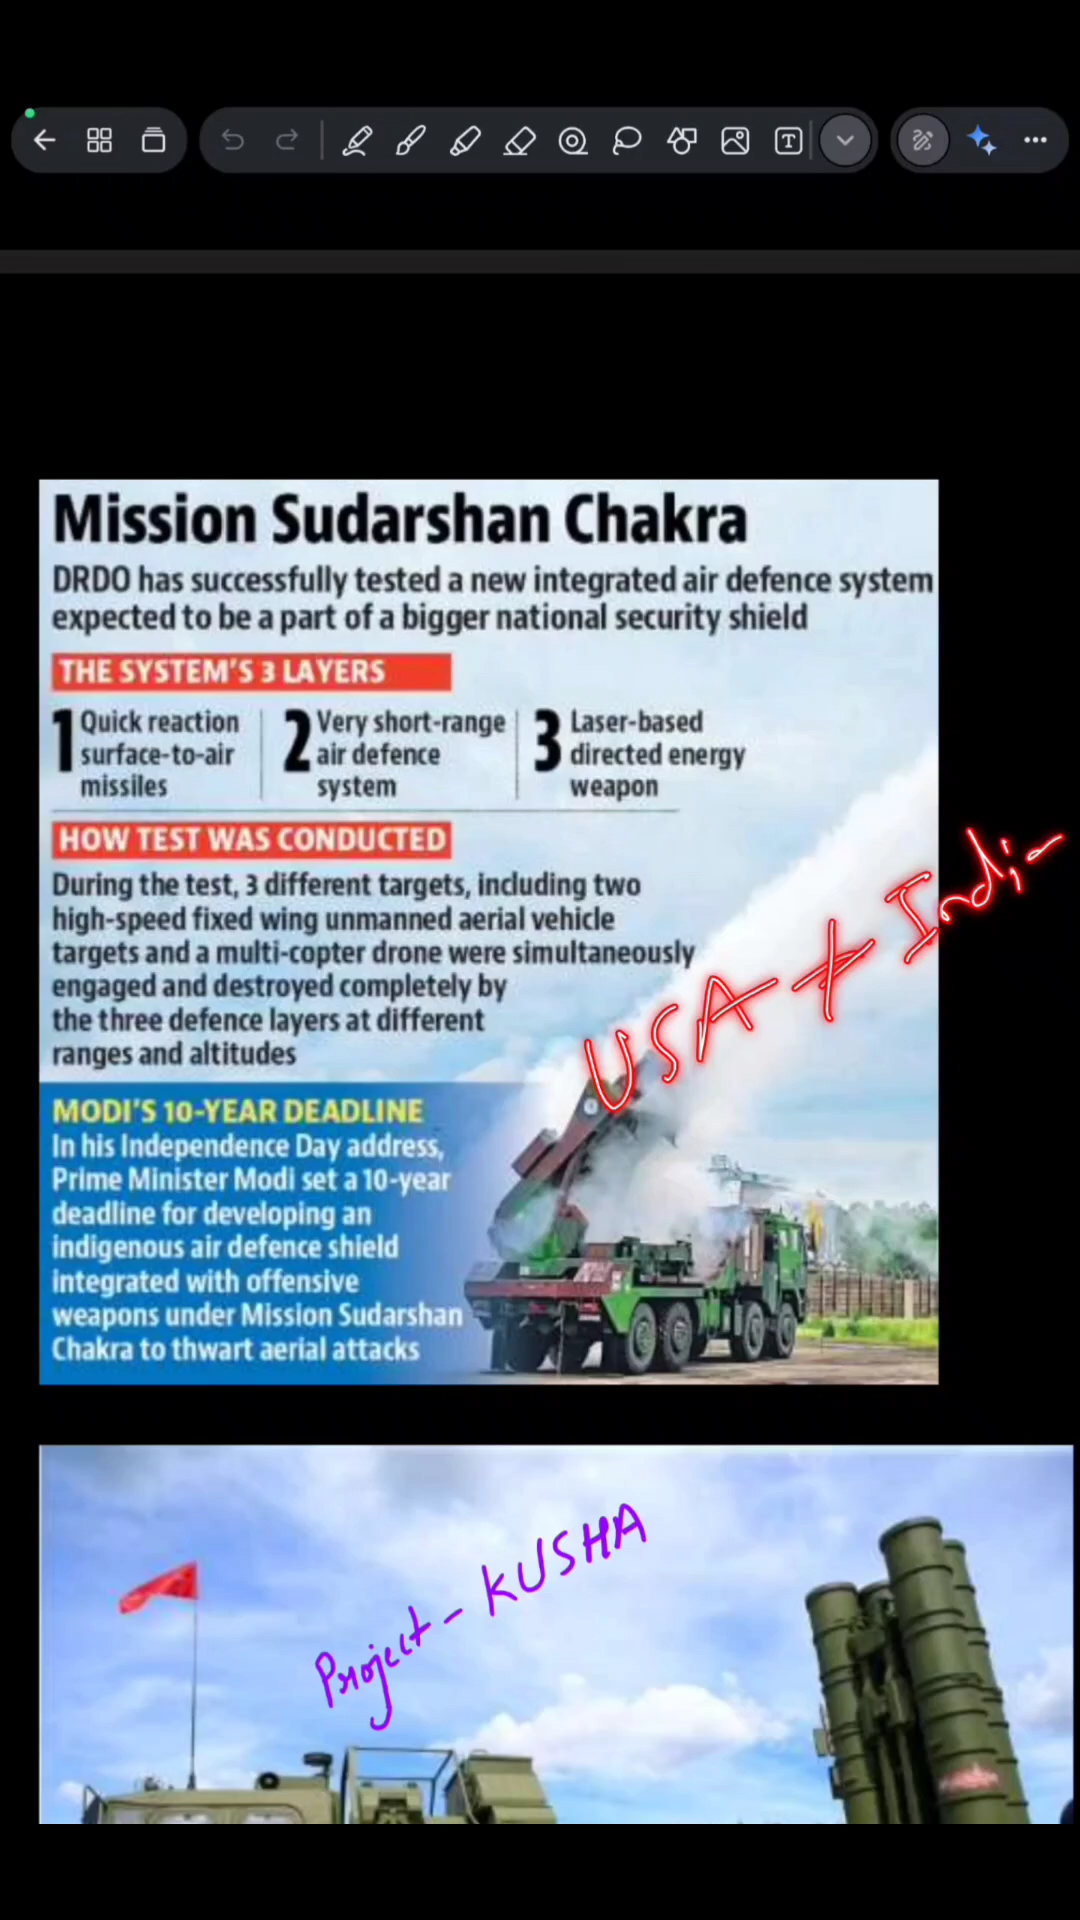 Mission Sudarshan Chakra
DRDO has successfully tested a new integrated air defence system
expected to be a part of a bigger national security shield
THE SYSTEM'S 3 LAYERS
1 Quick reaction
surface-to-air
missiles
2 Very short-range
air defence
system
3 Laser-based
directed energy
weapon
HOW TEST WAS CONDUCTED
During the test, 3 different targets, including two
high-speed fixed wing unmanned aerial vehicle
targets and a multi-copter drone were simultaneously
engaged and destroyed completely by
the three defence layers at different
ranges and altitudes
USA + Indi
MODI'S 10-YEAR DEADLINE
In his Independence Day address,
Prime Minister Modi set a 10-year
deadline for developing an
indigenous air defence shield
integrated with offensive
weapons under Mission Sudarshan
Chakra to thwart aerial attacks
Project - KUSHA